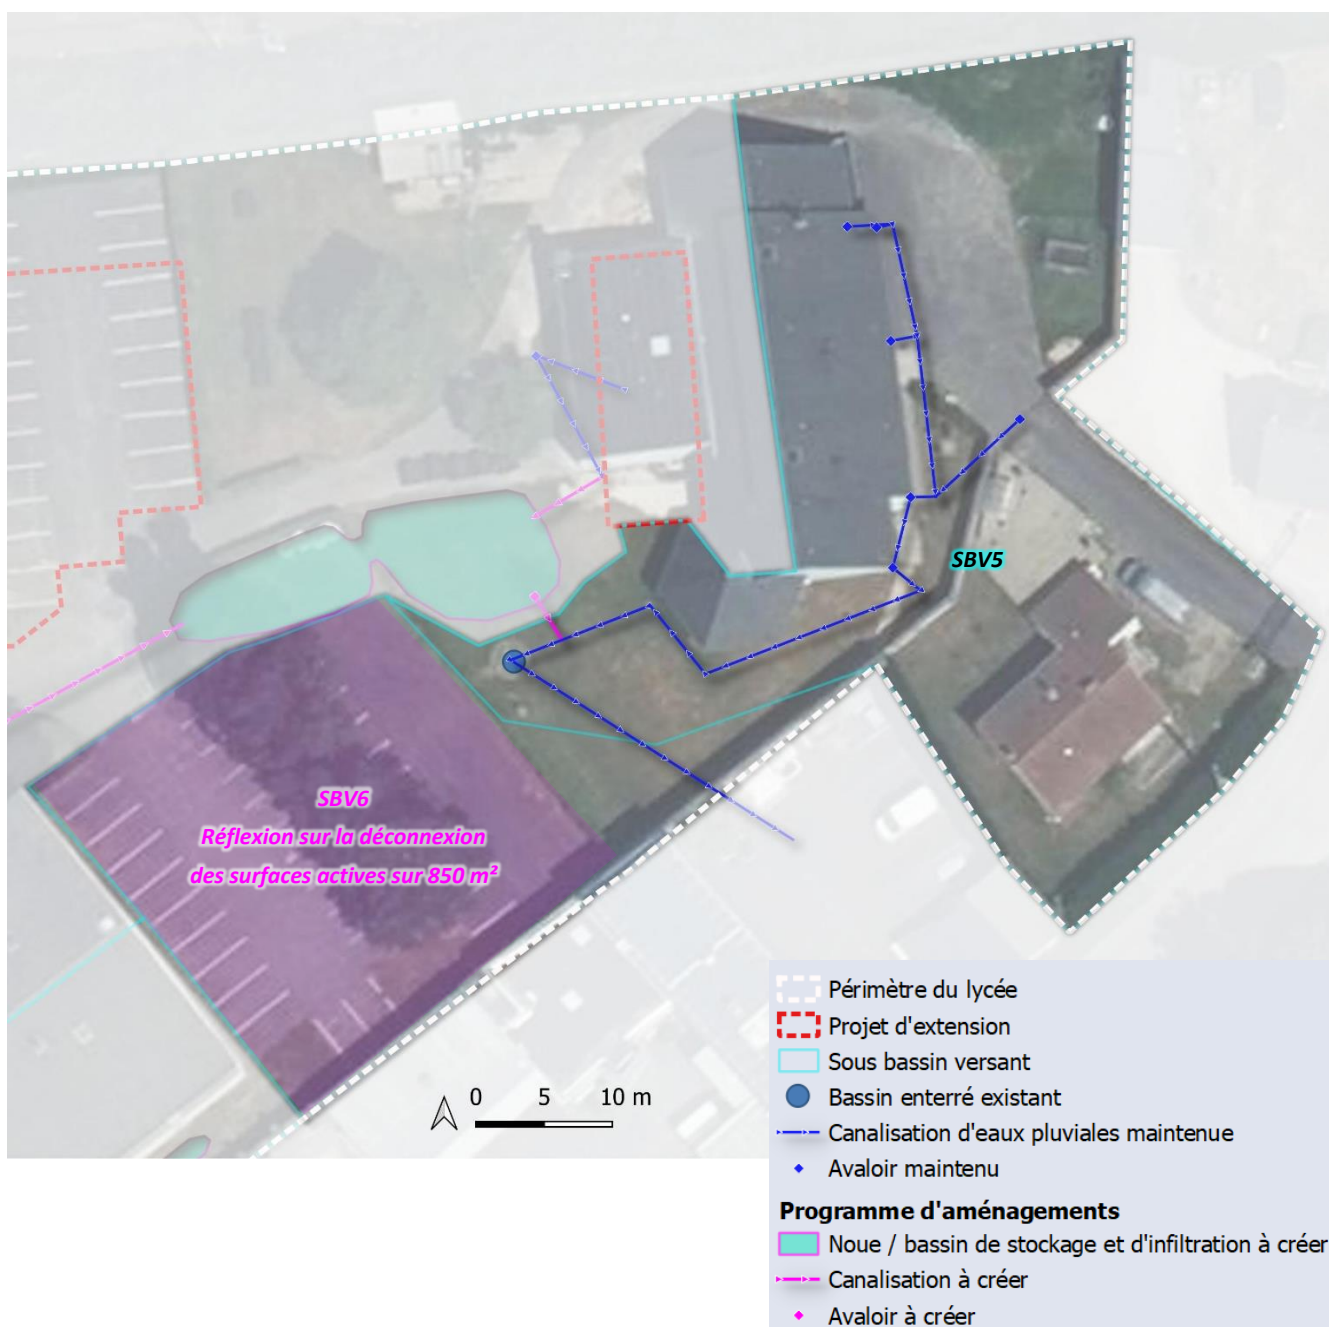 SBV5
SBV6
Réflexion sur la déconnexion
des surfaces actives sur 850 m²
0 5 10 m
Périmètre du lycée
Projet d'extension
Sous bassin versant
Bassin enterré existant
Canalisation d'eaux pluviales maintenue
Avaloir maintenu
Programme d'aménagements
Noue / bassin de stockage et d'infiltration à créer
Canalisation à créer
Avaloir à créer